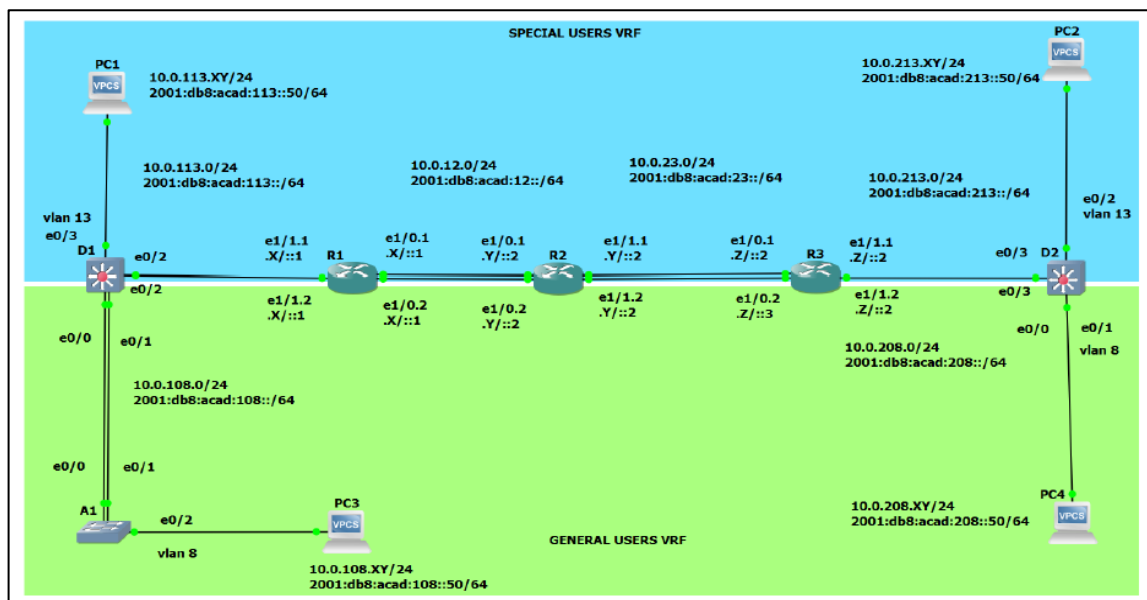 SPECIAL USERS VRF
PC1
VPCS
10.0.113.XY/24
2001:db8:acad:113::50/64
PC2
VPCS
10.0.213.XY/24
2001:db8:acad:213::50/64
10.0.113.0/24
2001:db8:acad:113::/64
10.0.12.0/24
2001:db8:acad:12::/64
10.0.23.0/24
2001:db8:acad:23::/64
10.0.213.0/24
2001:db8:acad:213::/64
vlan 13
e0/3
D1
e0/2
e0/2
e1/1.1
.X/::1
R1
e1/0.1
.X/::1
e1/0.1
.Y/::2
R2
e1/1.1
.Y/::2
e1/0.1
.Z/::2
R3
e1/1.1
.Z/::2
e0/3
D2
e0/2
vlan 13
e1/1.2
.X/::1
e1/0.2
.X/::1
e1/0.2
.Y/::2
e1/1.2
.Y/::2
e1/0.2
.Z/::3
e1/1.2
.Z/::2
e0/3
e0/0
e0/1
vlan 8
e0/0
e0/1
10.0.108.0/24
2001:db8:acad:108::/64
10.0.208.0/24
2001:db8:acad:208::/64
e0/0
e0/1
A1
e0/2
vlan 8
PC3
VPCS
10.0.108.XY/24
2001:db8:acad:108::50/64
GENERAL USERS VRF
10.0.208.XY/24
2001:db8:acad:208::50/64
PC4
VPCS